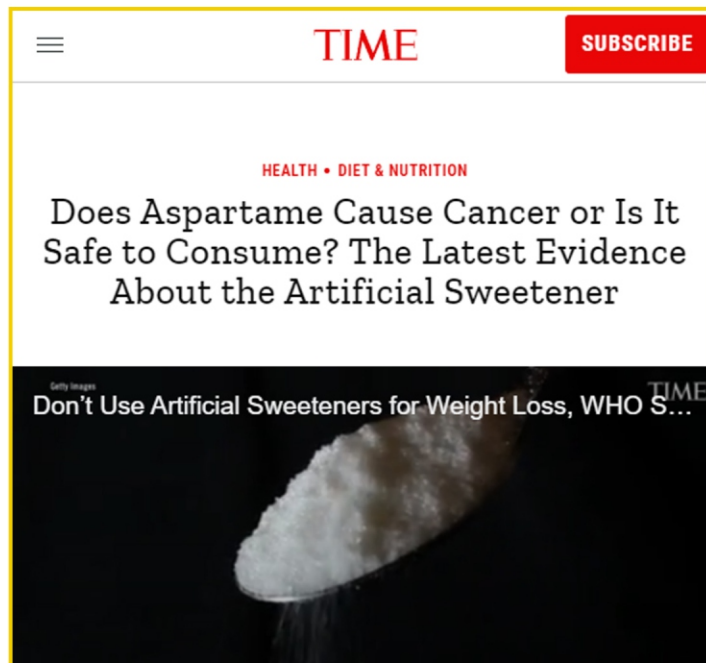 TIME
SUBSCRIBE
HEALTH • DIET & NUTRITION
Does Aspartame Cause Cancer or Is It
Safe to Consume? The Latest Evidence
About the Artificial Sweetener
Getty Images
TIME
Don't Use Artificial Sweeteners for Weight Loss, WHO S...